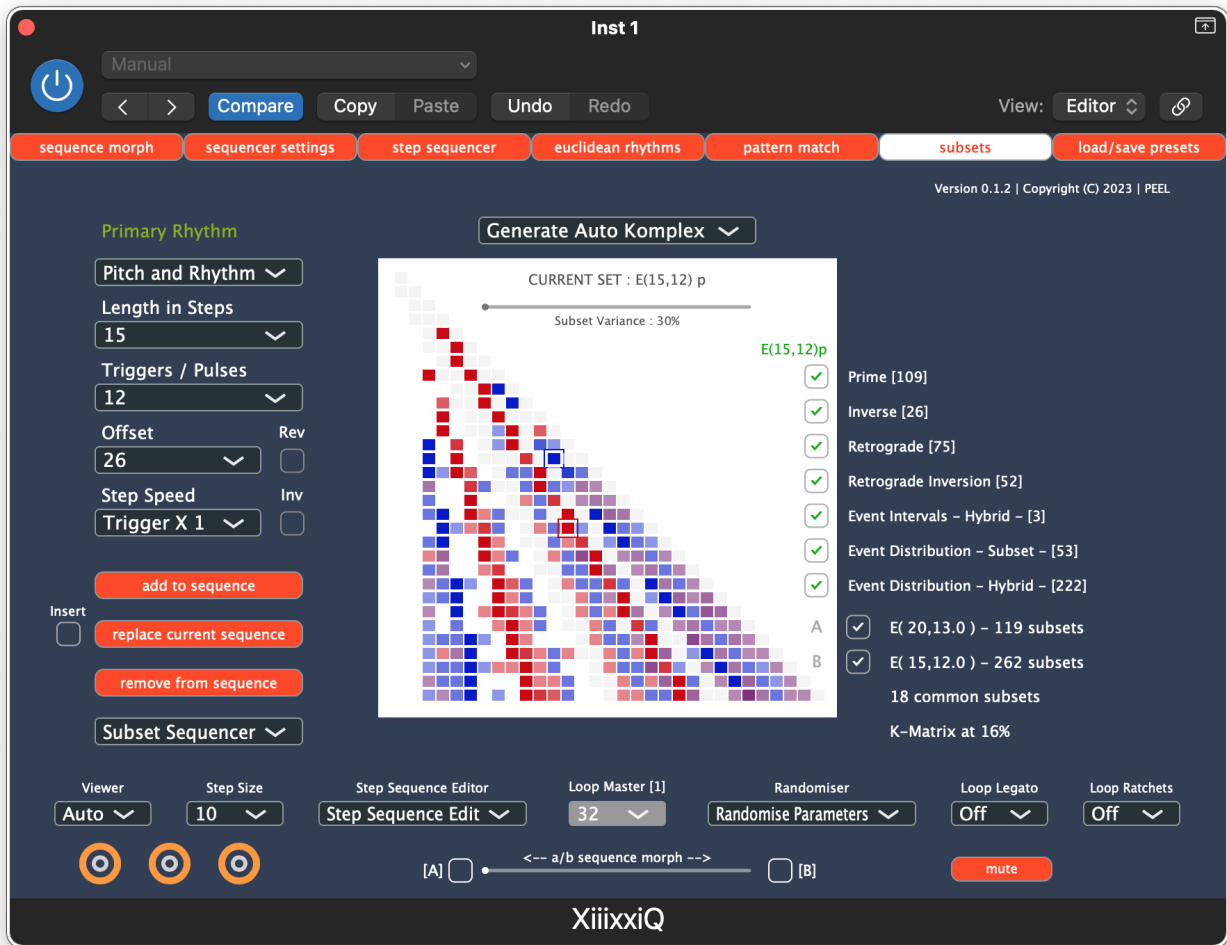 Inst 1
Manual
Compare
Copy
Paste
Undo
Redo
View:
Editor
sequence morph
sequencer settings
step sequencer
euclidean rhythms
pattern match
subsets
load/save presets
Version 0.1.2 | Copyright (C) 2023 | PEEL
Primary Rhythm
Generate Auto Komplex
Pitch and Rhythm
Length in Steps
15
Triggers / Pulses
12
Offset
Rev
26
Step Speed
Inv
Trigger X 1
add to sequence
Insert
replace current sequence
remove from sequence
Subset Sequencer
CURRENT SET : E(15,12) p
Subset Variance : 30%
E(15,12)p
Prime [109]
Inverse [26]
Retrograde [75]
Retrograde Inversion [52]
Event Intervals – Hybrid – [3]
Event Distribution – Subset – [53]
Event Distribution – Hybrid – [222]
A
E( 20,13.0 ) – 119 subsets
B
E( 15,12.0 ) – 262 subsets
18 common subsets
K–Matrix at 16%
Viewer
Step Size
Step Sequence Editor
Loop Master [1]
Randomiser
Loop Legato
Loop Ratchets
Auto
10
Step Sequence Edit
32
Randomise Parameters
Off
Off
[A]
<-- a/b sequence morph -->
[B]
mute
XiiixxiQ